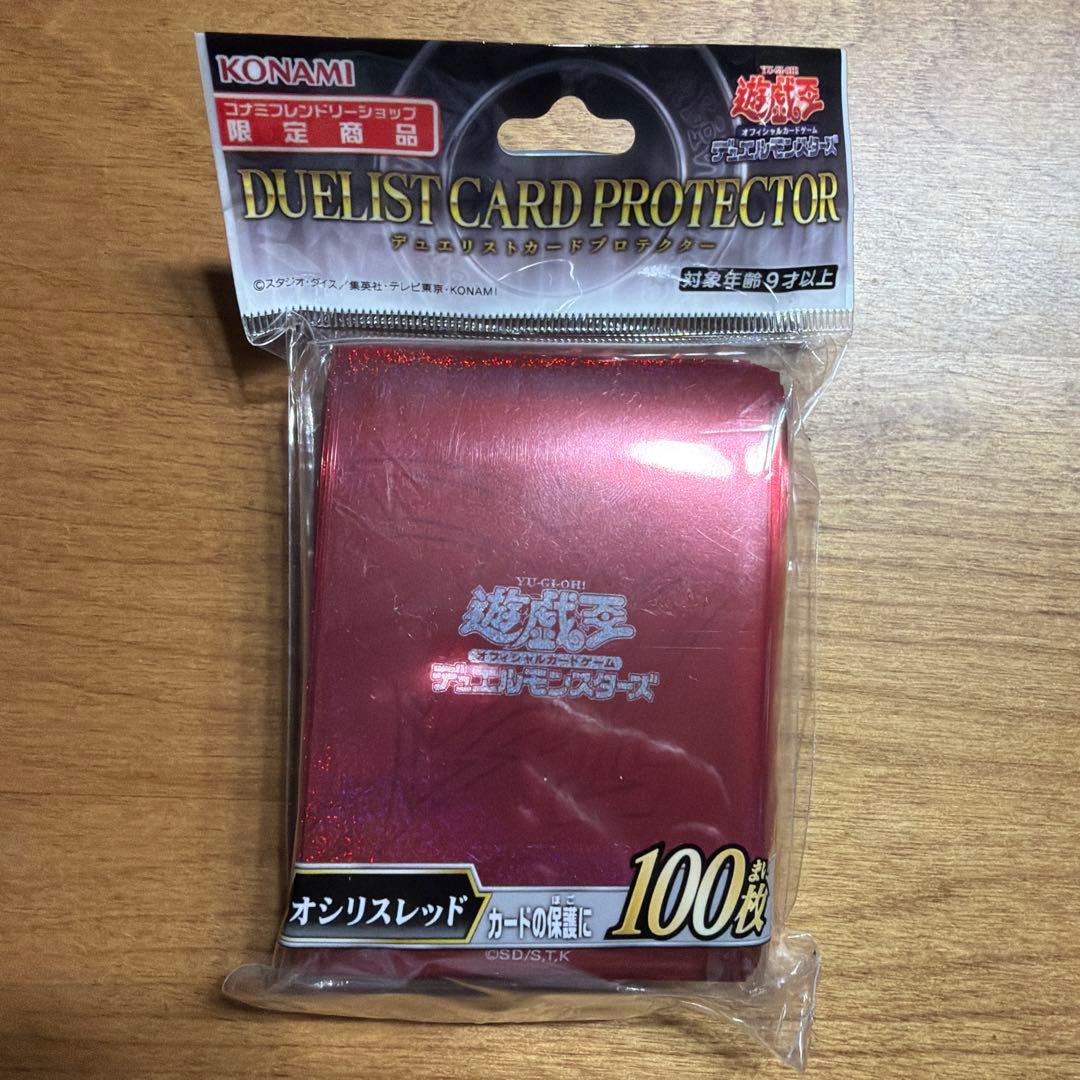 KONAMI
コナミフレンドリーショップ
限定商品
YU-GI-OH!
遊戯王
オフィシャルカードゲーム
デュエルモンスターズ
DUELIST CARD PROTECTOR
デュエリストカードプロテクター
©スタジオ・ダイス/集英社・テレビ東京・KONAMI
対象年齢9才以上
YU-GI-OH!
遊戯王
オフィシャルカードゲーム
デュエルモンスターズ
オシリスレッド
ほご
カードの保護に
まい
100枚
©SD/S,T,K